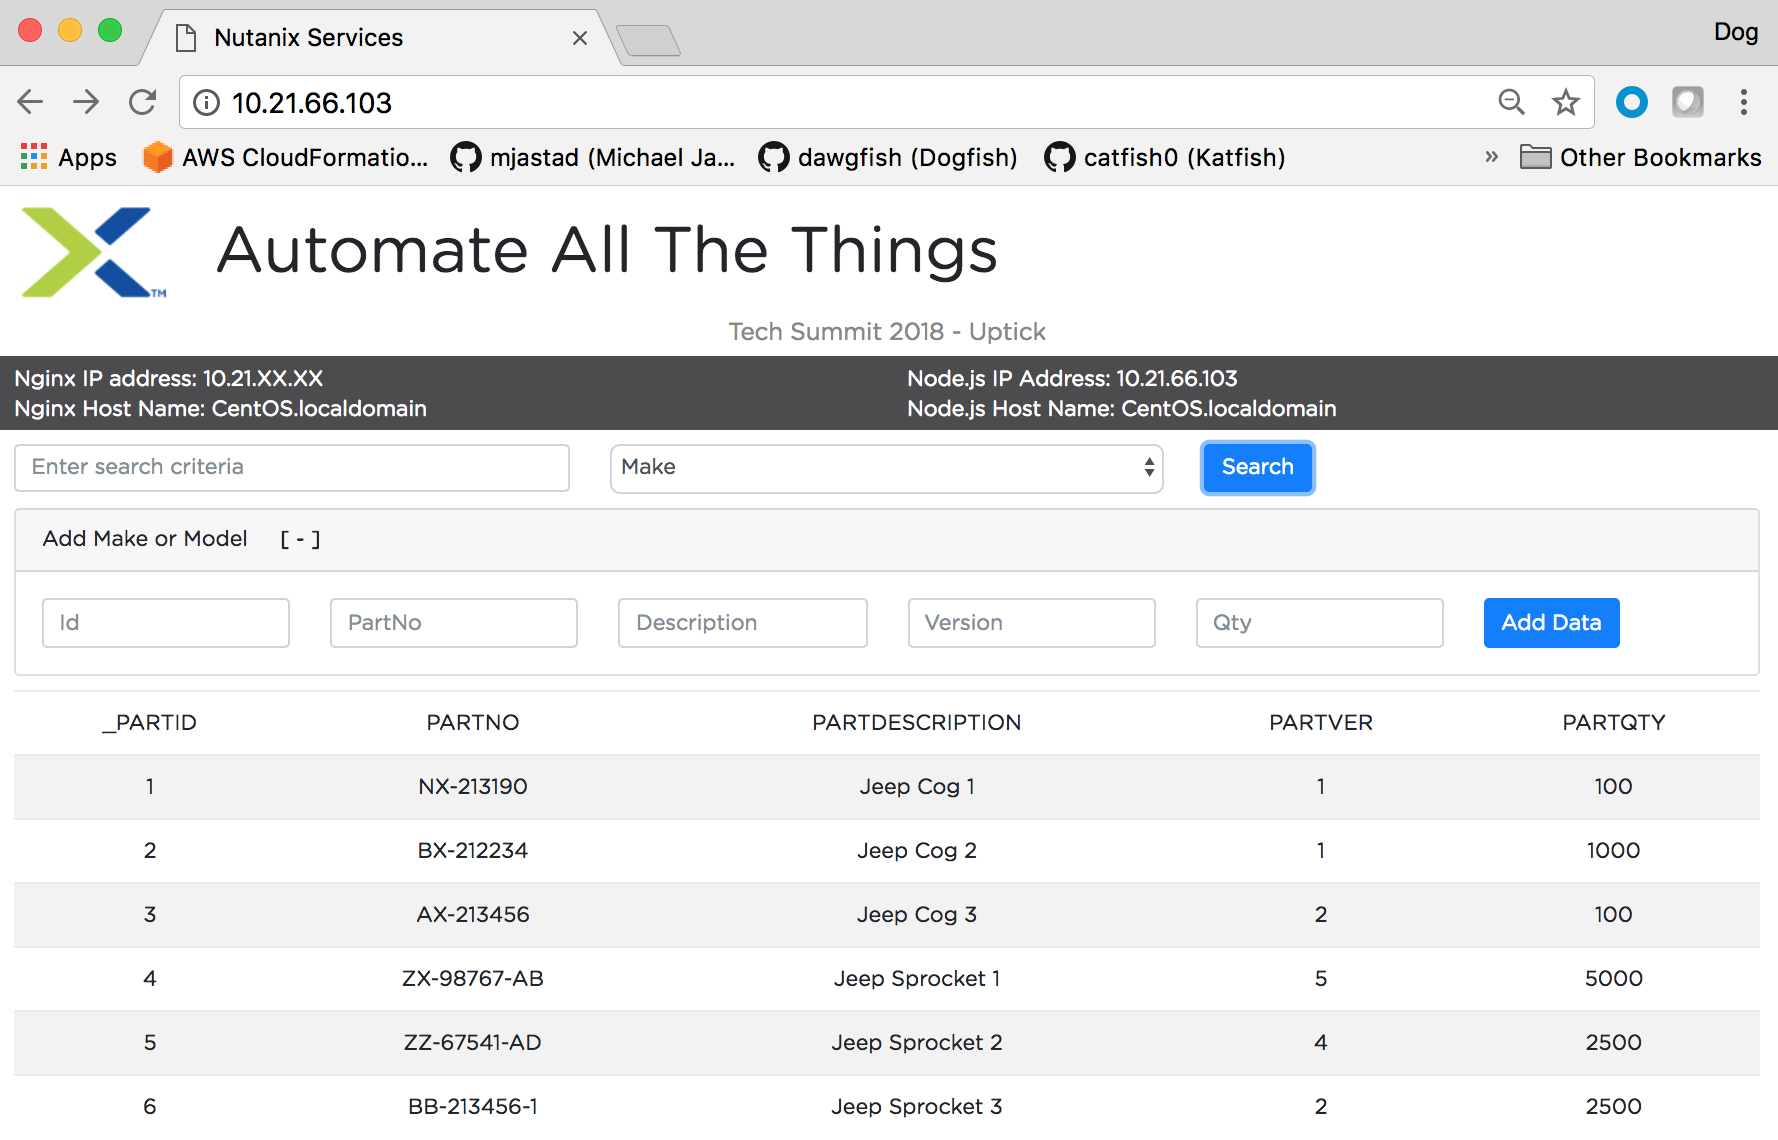 Nutanix Services
Dog
10.21.66.103
Apps AWS CloudFormatio... mjastad (Michael Ja... dawgfish (Dogfish) catfish0 (Katfish) » Other Bookmarks
TM
Automate All The Things
Tech Summit 2018 - Uptick
Nginx IP address: 10.21.XX.XX Node.js IP Address: 10.21.66.103
Nginx Host Name: CentOS.localdomain Node.js Host Name: CentOS.localdomain
Enter search criteria Make Search
Add Make or Model [ - ]
Id PartNo Description Version Qty Add Data
_PARTID PARTNO PARTDESCRIPTION PARTVER PARTQTY
1 NX-213190 Jeep Cog 1 1 100
2 BX-212234 Jeep Cog 2 1 1000
3 AX-213456 Jeep Cog 3 2 100
4 ZX-98767-AB Jeep Sprocket 1 5 5000
5 ZZ-67541-AD Jeep Sprocket 2 4 2500
6 BB-213456-1 Jeep Sprocket 3 2 2500